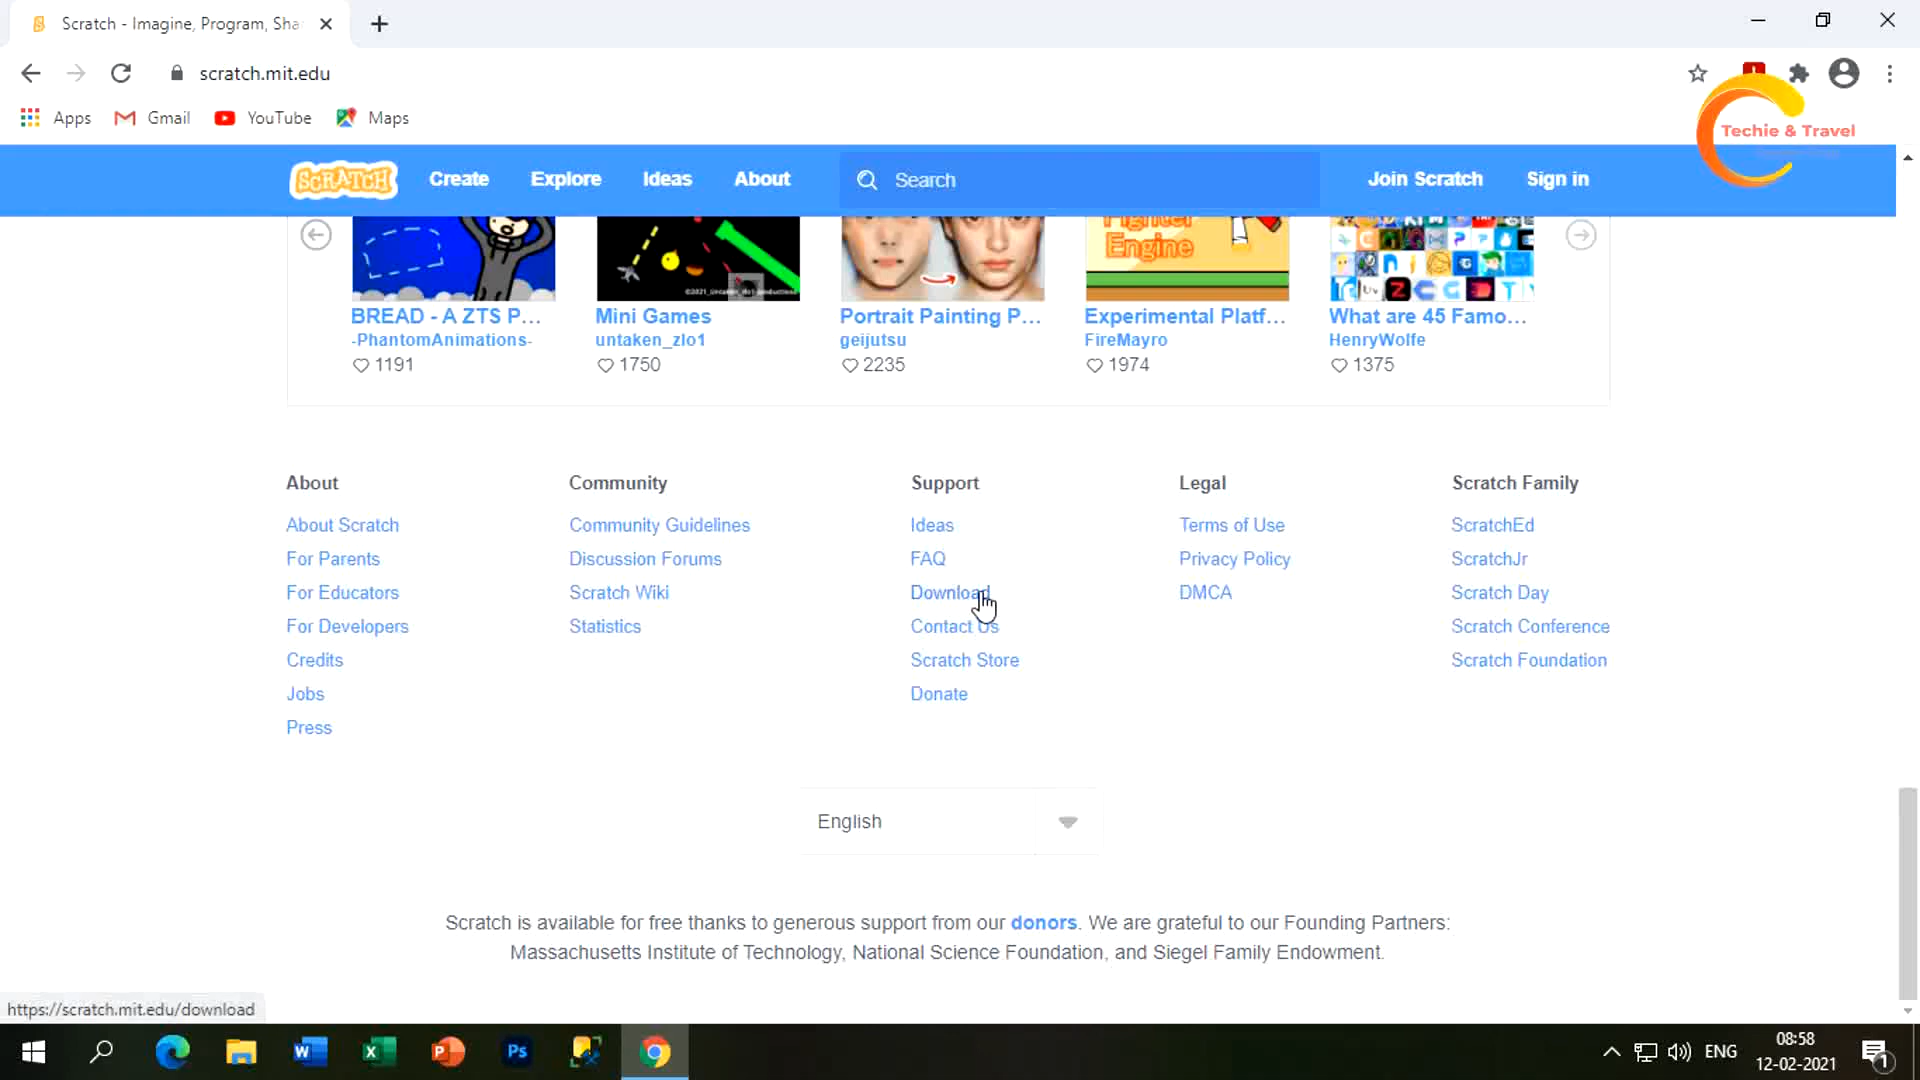 Scratch - Imagine, Program, Sha
scratch.mit.edu
Apps Gmail YouTube Maps
Techie & Travel
SCRATCH Create Explore Ideas About Search Join Scratch Sign in
Fighter
Engine
BREAD - A ZTS P... Mini Games Portrait Painting P... Experimental Platf... What are 45 Famo...
-PhantomAnimations- untaken_zlo1 geijutsu FireMayro HenryWolfe
1191 1750 2235 1974 1375
About
About Scratch
For Parents
For Educators
For Developers
Credits
Jobs
Press
Community
Community Guidelines
Discussion Forums
Scratch Wiki
Statistics
Support
Ideas
FAQ
Download
Contact Us
Scratch Store
Donate
Legal
Terms of Use
Privacy Policy
DMCA
Scratch Family
ScratchEd
ScratchJr
Scratch Day
Scratch Conference
Scratch Foundation
English
Scratch is available for free thanks to generous support from our donors. We are grateful to our Founding Partners:
Massachusetts Institute of Technology, National Science Foundation, and Siegel Family Endowment.
https://scratch.mit.edu/download
ENG
08:58
12-02-2021
1